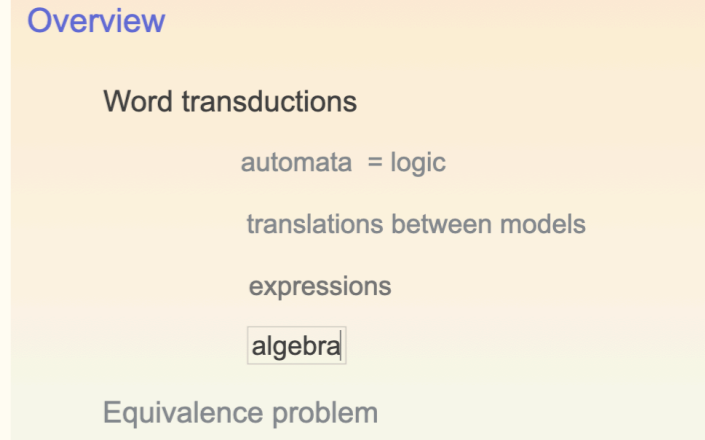 Overview
Word transductions
automata = logic
translations between models
expressions
algebra
Equivalence problem